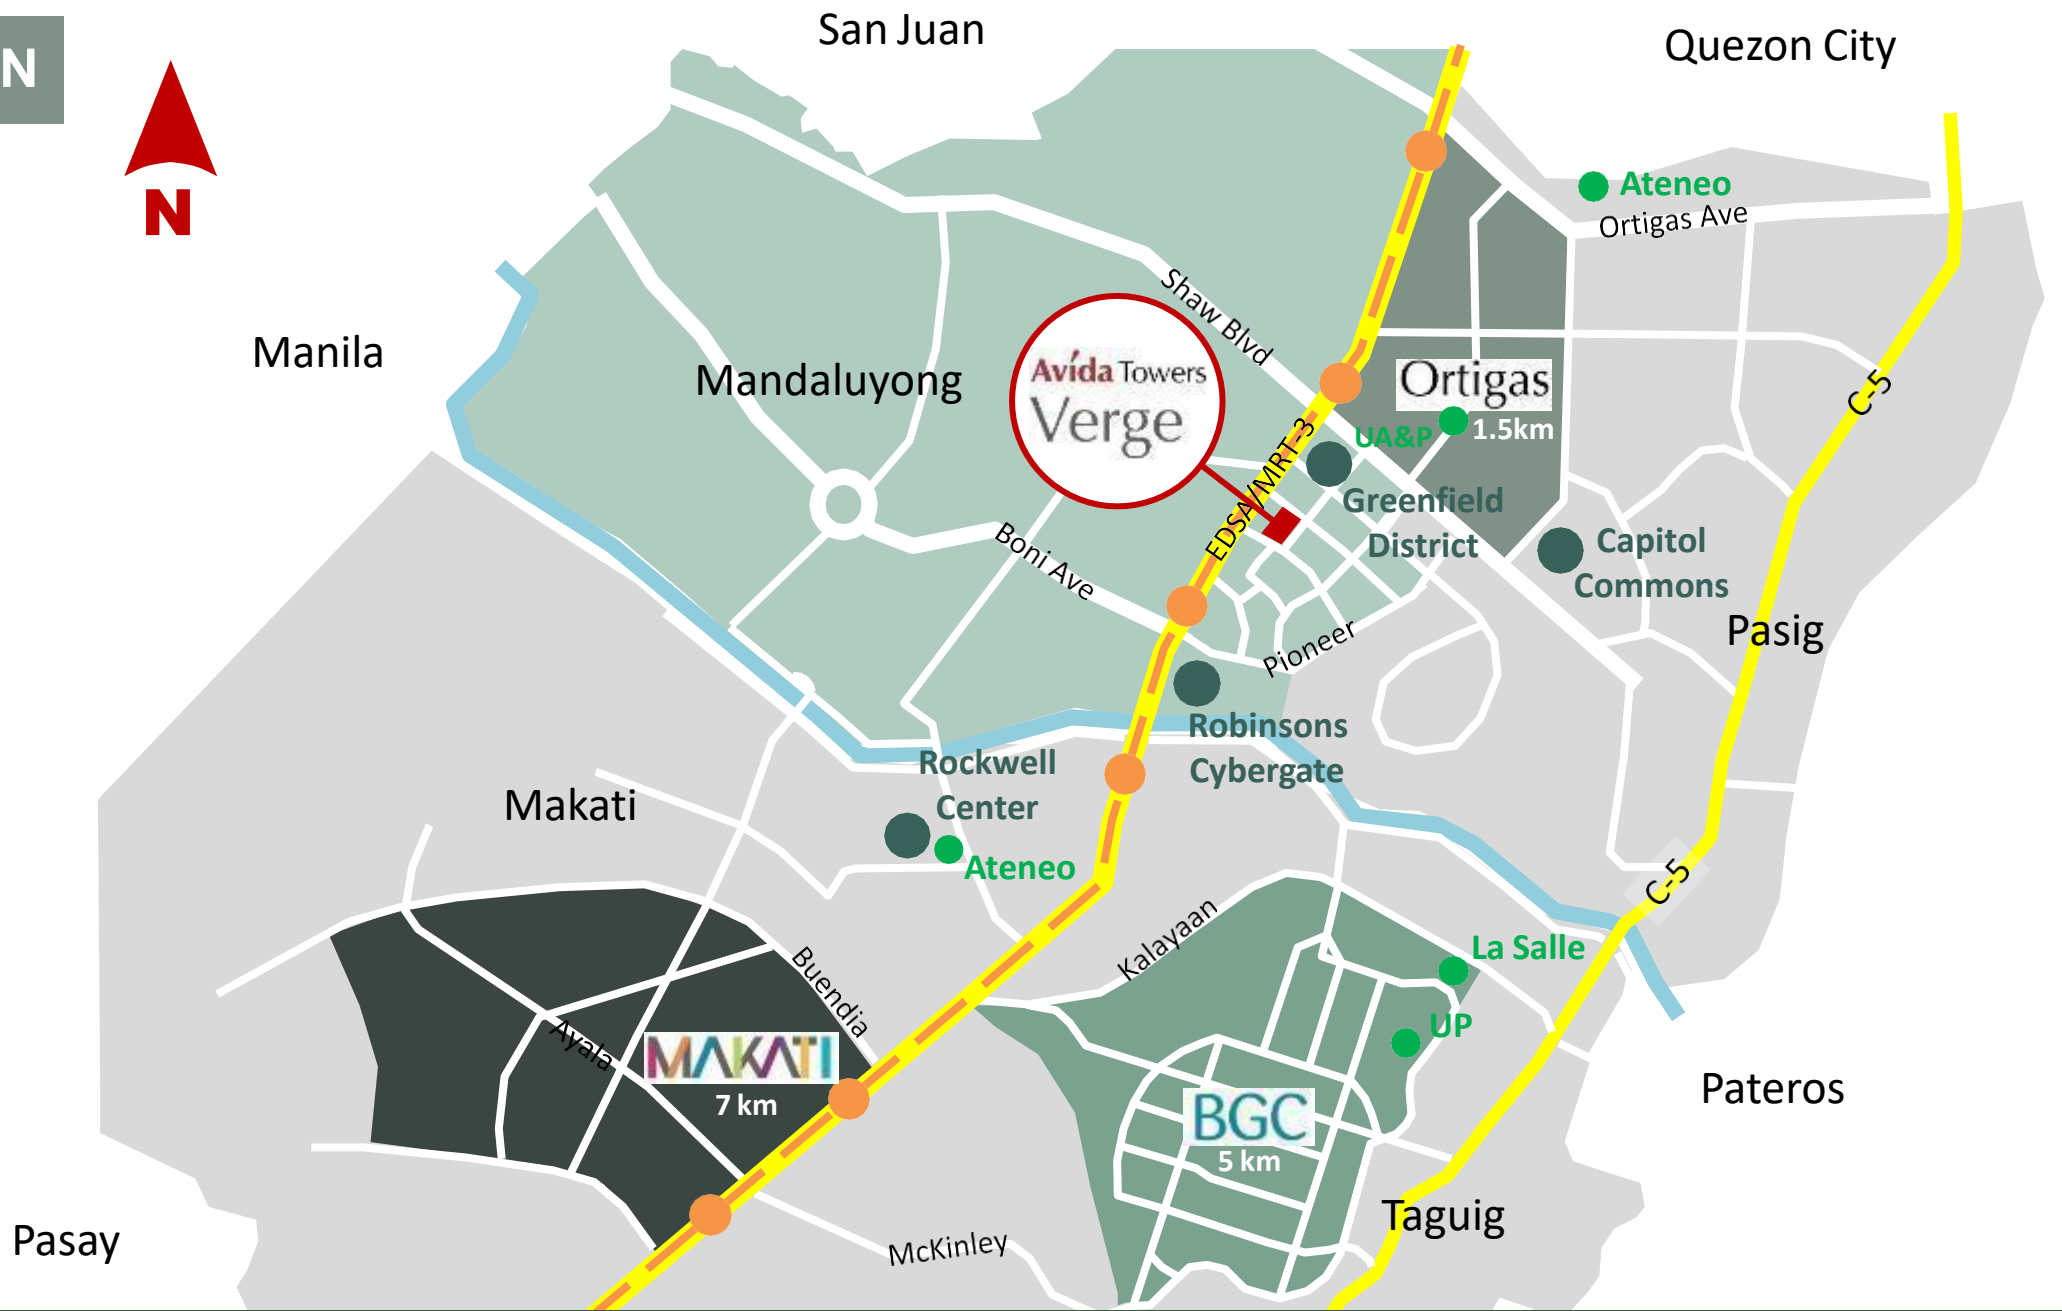 San Juan
Quezon City
N
N
Ateneo
Ortigas Ave
Shaw Blvd
Manila
Mandaluyong
Avida Towers
Verge
Ortigas
1.5km
UA&P
C-5
EDSA/MRT-3
Greenfield
District
Boni Ave
Capitol
Commons
Pioneer
Pasig
Robinsons
Cybergate
Rockwell
Center
Makati
Ateneo
C-5
Kalayaan
La Salle
Buendia
UP
Ayala
MAKATI
7 km
BGC
5 km
Pateros
Taguig
Pasay
McKinley